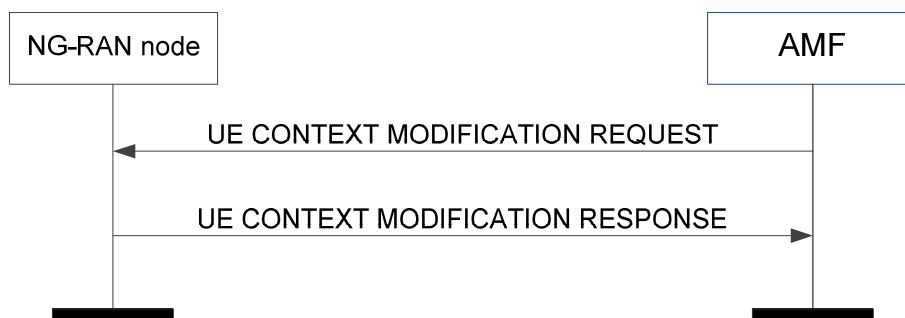 NG-RAN node
AMF
UE CONTEXT MODIFICATION REQUEST
UE CONTEXT MODIFICATION RESPONSE